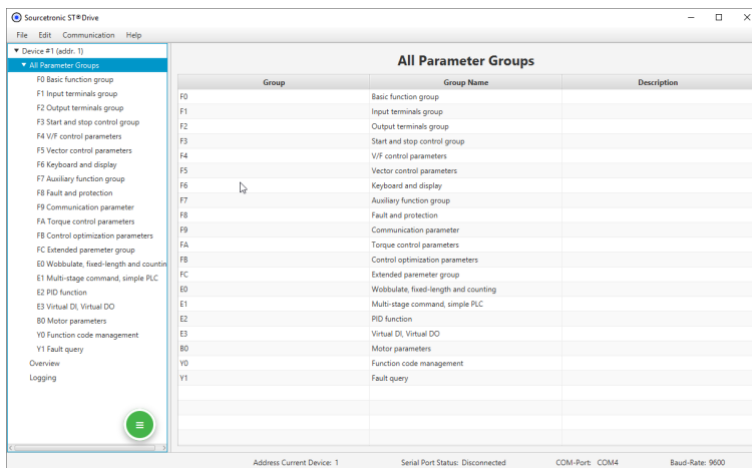 Sourcetronic ST®Drive
File Edit Communication Help
Device #1 (addr. 1)
All Parameter Groups
F0 Basic function group
F1 Input terminals group
F2 Output terminals group
F3 Start and stop control group
F4 V/F control parameters
F5 Vector control parameters
F6 Keyboard and display
F7 Auxiliary function group
F8 Fault and protection
F9 Communication parameter
FA Torque control parameters
FB Control optimization parameters
FC Extended paremeter group
E0 Wobbulate, fixed-length and countin
E1 Multi-stage command, simple PLC
E2 PID function
E3 Virtual DI, Virtual DO
B0 Motor parameters
Y0 Function code management
Y1 Fault query
Overview
Logging
All Parameter Groups
Group Group Name Description
F0 Basic function group
F1 Input terminals group
F2 Output terminals group
F3 Start and stop control group
F4 V/F control parameters
F5 Vector control parameters
F6 Keyboard and display
F7 Auxiliary function group
F8 Fault and protection
F9 Communication parameter
FA Torque control parameters
FB Control optimization parameters
FC Extended paremeter group
E0 Wobbulate, fixed-length and counting
E1 Multi-stage command, simple PLC
E2 PID function
E3 Virtual DI, Virtual DO
B0 Motor parameters
Y0 Function code management
Y1 Fault query
Address Current Device: 1 Serial Port Status: Disconnected COM-Port: COM4 Baud-Rate: 9600